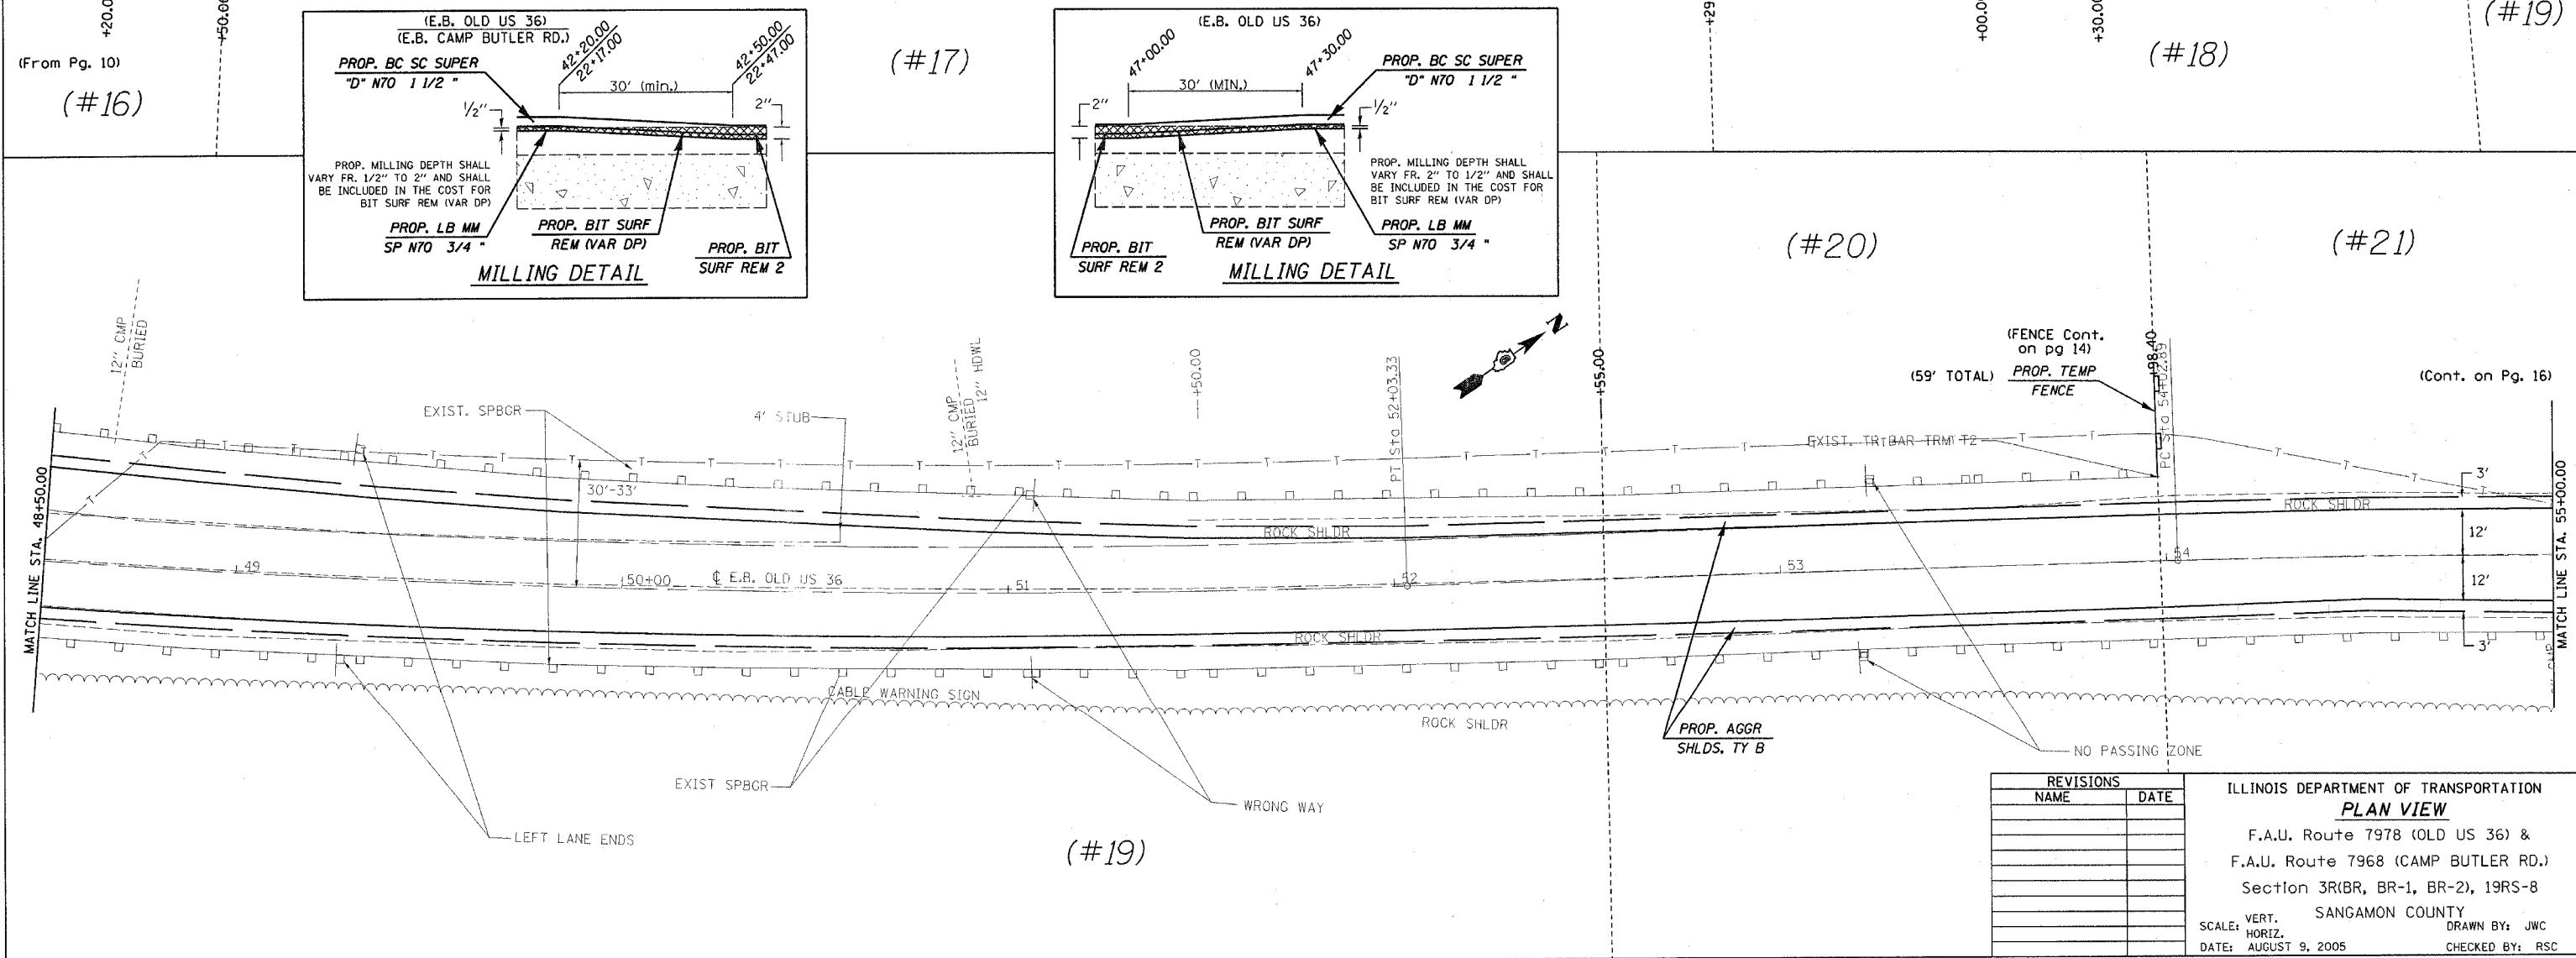 +20.0
+50.00
(From Pg. 10)
(#16)
(E.B. OLD US 36)
(E.B. CAMP BUTLER RD.)
42+20.00
22+17.00
42+50.00
22+47.00
PROP. BC SC SUPER
"D" N70 1 1/2 "
30' (min.)
1/2"
2"
PROP. MILLING DEPTH SHALL
VARY FR. 1/2" TO 2" AND SHALL
BE INCLUDED IN THE COST FOR
BIT SURF REM (VAR DP)
PROP. LB MM
SP N70 3/4 "
PROP. BIT SURF
REM (VAR DP)
PROP. BIT
SURF REM 2
MILLING DETAIL
(#17)
(E.B. OLD US 36)
47+00.00
47+30.00
30' (MIN.)
PROP. BC SC SUPER
"D" N70 1 1/2 "
2"
1/2"
PROP. MILLING DEPTH SHALL
VARY FR. 2" TO 1/2" AND SHALL
BE INCLUDED IN THE COST FOR
BIT SURF REM (VAR DP)
PROP. BIT
SURF REM 2
PROP. BIT SURF
REM (VAR DP)
PROP. LB MM
SP N70 3/4 "
MILLING DETAIL
+29
+00.00
+30.00
(#18)
(#19)
(#20)
(#21)
12" CMP
BURIED
12" CMP
BURIED
12" HDWL
+50.00
N
PT Sta 52+03.33
+55.00
(FENCE Cont.
on pg 14)
(59' TOTAL)
PROP. TEMP
FENCE
+98.40
PC Sta 54+02.89
(Cont. on Pg. 16)
EXIST. SPBGR
4' STUB
EXIST. TR BAR TRMT T2
MATCH LINE STA. 48+50.00
30'-33'
ROCK SHLDR
ROCK SHLDR
3'
12'
12'
3'
49
50+00
℄ E.B. OLD US 36
51
52
53
54
MATCH LINE STA. 55+00.00
ROCK SHLDR
CABLE WARNING SIGN
ROCK SHLDR
PROP. AGGR
SHLDS. TY B
NO PASSING ZONE
EXIST SPBGR
WRONG WAY
LEFT LANE ENDS
(#19)
REVISIONS
NAME DATE
ILLINOIS DEPARTMENT OF TRANSPORTATION
PLAN VIEW
F.A.U. Route 7978 (OLD US 36) &
F.A.U. Route 7968 (CAMP BUTLER RD.)
Section 3R(BR, BR-1, BR-2), 19RS-8
SANGAMON COUNTY
SCALE: VERT.
HORIZ.
DRAWN BY: JWC
DATE: AUGUST 9, 2005
CHECKED BY: RSC